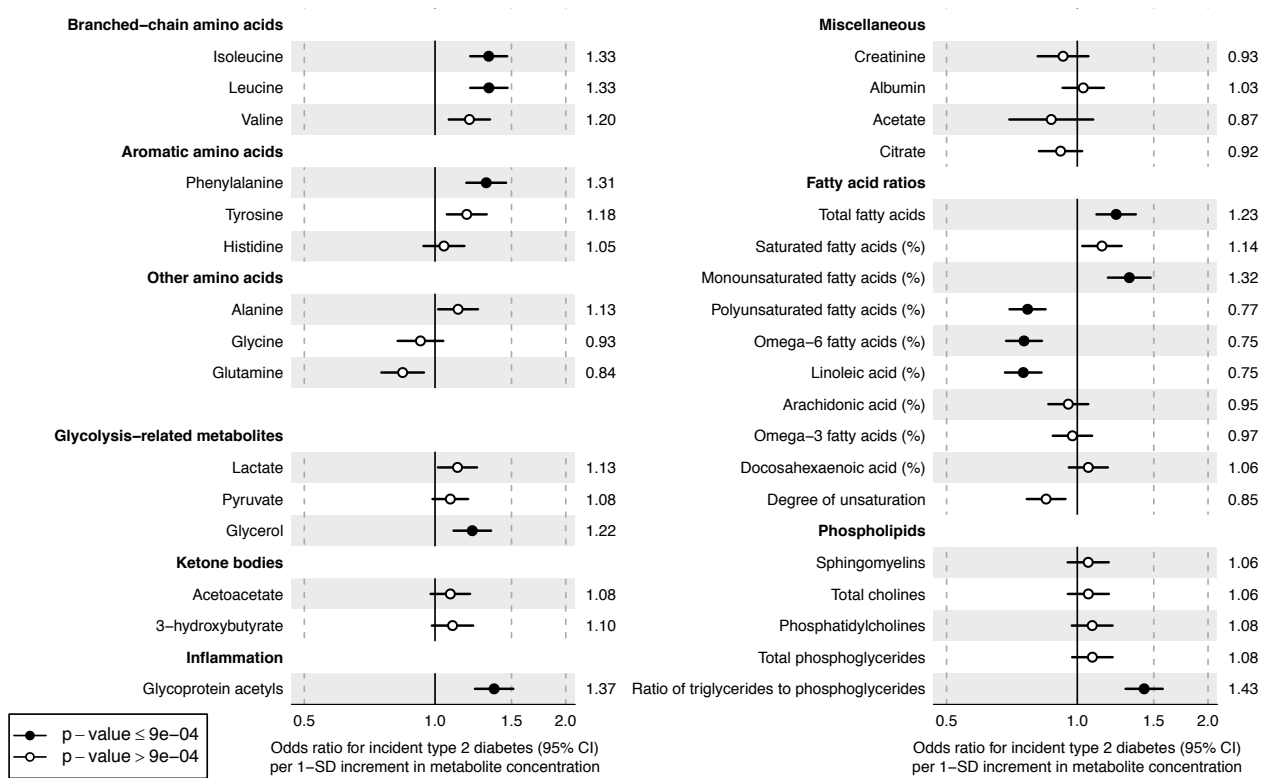 Branched−chain amino acids
Isoleucine 1.33
Leucine 1.33
Valine 1.20
Aromatic amino acids
Phenylalanine 1.31
Tyrosine 1.18
Histidine 1.05
Other amino acids
Alanine 1.13
Glycine 0.93
Glutamine 0.84
Glycolysis−related metabolites
Lactate 1.13
Pyruvate 1.08
Glycerol 1.22
Ketone bodies
Acetoacetate 1.08
3−hydroxybutyrate 1.10
Inflammation
Glycoprotein acetyls 1.37
0.5 1.0 1.5 2.0
Odds ratio for incident type 2 diabetes (95% CI)
per 1−SD increment in metabolite concentration
p − value ≤ 9e−04
p − value > 9e−04
Miscellaneous
Creatinine 0.93
Albumin 1.03
Acetate 0.87
Citrate 0.92
Fatty acid ratios
Total fatty acids 1.23
Saturated fatty acids (%) 1.14
Monounsaturated fatty acids (%) 1.32
Polyunsaturated fatty acids (%) 0.77
Omega−6 fatty acids (%) 0.75
Linoleic acid (%) 0.75
Arachidonic acid (%) 0.95
Omega−3 fatty acids (%) 0.97
Docosahexaenoic acid (%) 1.06
Degree of unsaturation 0.85
Phospholipids
Sphingomyelins 1.06
Total cholines 1.06
Phosphatidylcholines 1.08
Total phosphoglycerides 1.08
Ratio of triglycerides to phosphoglycerides 1.43
0.5 1.0 1.5 2.0
Odds ratio for incident type 2 diabetes (95% CI)
per 1−SD increment in metabolite concentration